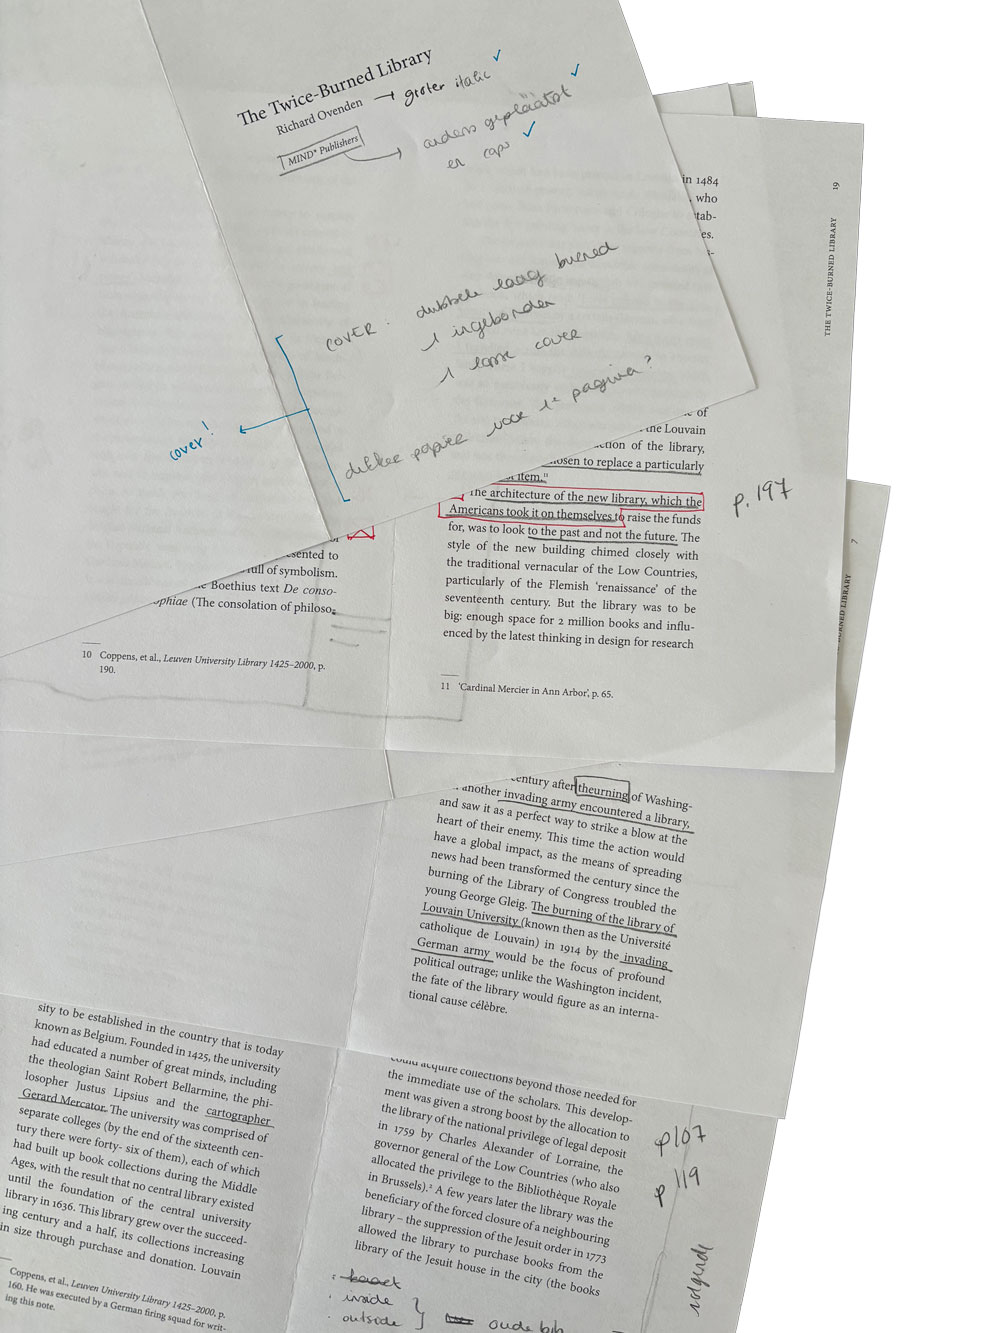 The Twice-Burned Library
Richard Ovenden → groter italic ✓
MIND* Publishers → anders geplaatst ✓
en caps ✓
COVER: dubbele laag burned
1 ingebonden
1 losse cover
dikker papier voor 1e pagina?
cover!
in 1484
who
tab-
es.
19
THE TWICE-BURNED LIBRARY
of
the Louvain
ction of the library,
osen to replace a particularly
item.¹¹
The architecture of the new library, which the
Americans took it on themselves to raise the funds
for, was to look to the past and not the future. The
style of the new building chimed closely with
the traditional vernacular of the Low Countries,
particularly of the Flemish ‘renaissance’ of the
seventeenth century. But the library was to be
big: enough space for 2 million books and influ-
enced by the latest thinking in design for research
11 ‘Cardinal Mercier in Ann Arbor’, p. 65.
p.197
of
esented to
ull of symbolism.
Boethius text De conso-
ophiae (The consolation of philoso-
10 Coppens, et al., Leuven University Library 1425–2000, p.
190.
7
BURNED LIBRARY
century after theurning of Washing-
another invading army encountered a library,
and saw it as a perfect way to strike a blow at the
heart of their enemy. This time the action would
have a global impact, as the means of spreading
news had been transformed the century since the
burning of the Library of Congress troubled the
young George Gleig. The burning of the library of
Louvain University (known then as the Université
catholique de Louvain) in 1914 by the invading
German army would be the focus of profound
political outrage; unlike the Washington incident,
the fate of the library would figure as an interna-
tional cause célèbre.
sity to be established in the country that is today
known as Belgium. Founded in 1425, the university
had educated a number of great minds, including
the theologian Saint Robert Bellarmine, the phi-
losopher Justus Lipsius and the cartographer
Gerard Mercator. The university was comprised of
separate colleges (by the end of the sixteenth cen-
tury there were forty- six of them), each of which
had built up book collections during the Middle
Ages, with the result that no central library existed
until the foundation of the central university
library in 1636. This library grew over the succeed-
ing century and a half, its collections increasing
in size through purchase and donation. Louvain
Coppens, et al., Leuven University Library 1425–2000, p.
160. He was executed by a German firing squad for writ-
ing this note.
could acquire collections beyond those needed for
the immediate use of the scholars. This develop-
ment was given a strong boost by the allocation to
the library of the national privilege of legal deposit
in 1759 by Charles Alexander of Lorraine, the
governor general of the Low Countries (who also
allocated the privilege to the Bibliothèque Royale
in Brussels).² A few years later the library was the
beneficiary of the forced closure of a neighbouring
library – the suppression of the Jesuit order in 1773
allowed the library to purchase books from the
library of the Jesuit house in the city (the books
p107
p 119
volgende
· inside
· outside } oude bib